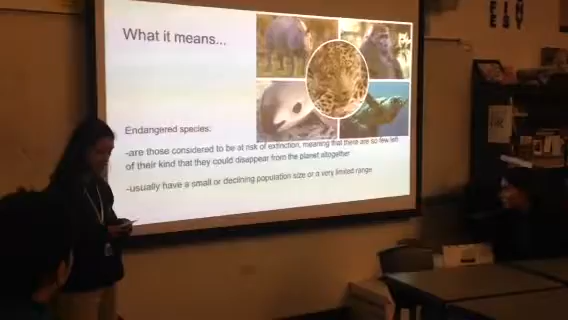 What it means...
Endangered species:
-are those considered to be at risk of extinction, meaning that there are so few left
of their kind that they could disappear from the planet altogether
-usually have a small or declining population size or a very limited range